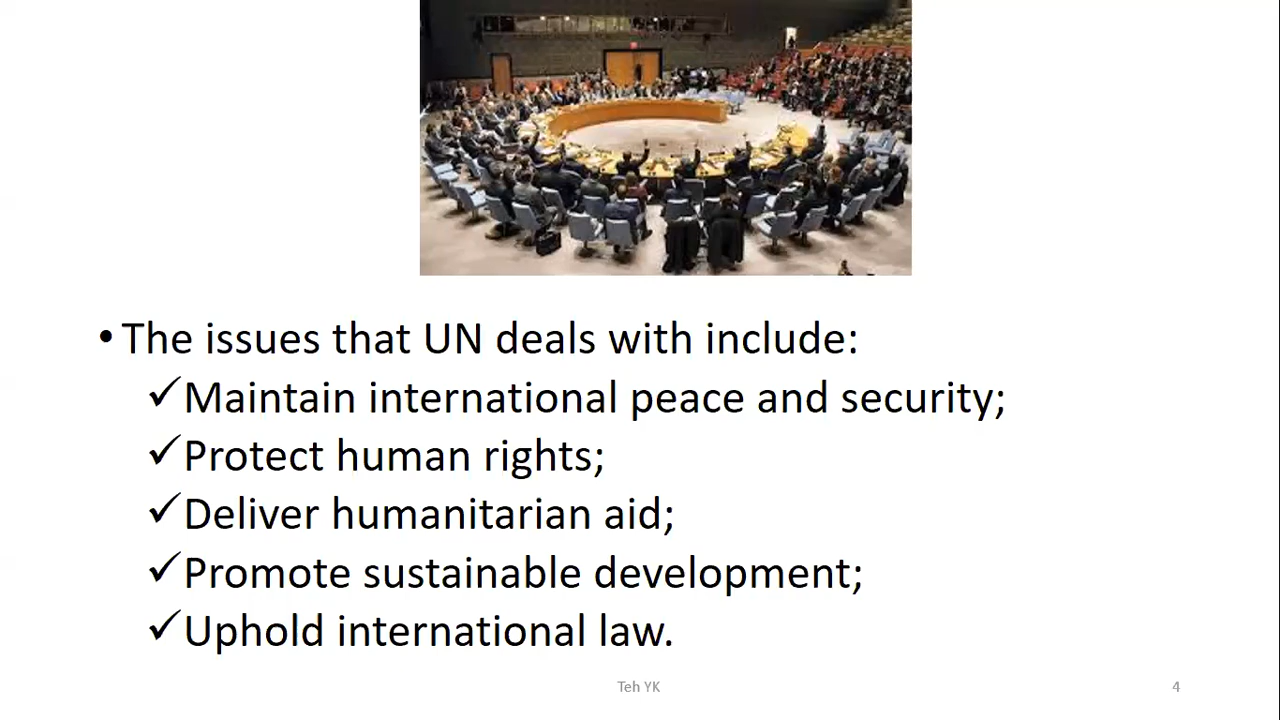 • The issues that UN deals with include:
✓Maintain international peace and security;
✓Protect human rights;
✓Deliver humanitarian aid;
✓Promote sustainable development;
✓Uphold international law.
Teh YK
4